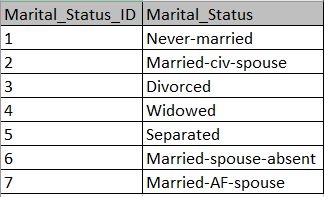 Marital_Status_ID Marital_Status
1 Never-married
2 Married-civ-spouse
3 Divorced
4 Widowed
5 Separated
6 Married-spouse-absent
7 Married-AF-spouse